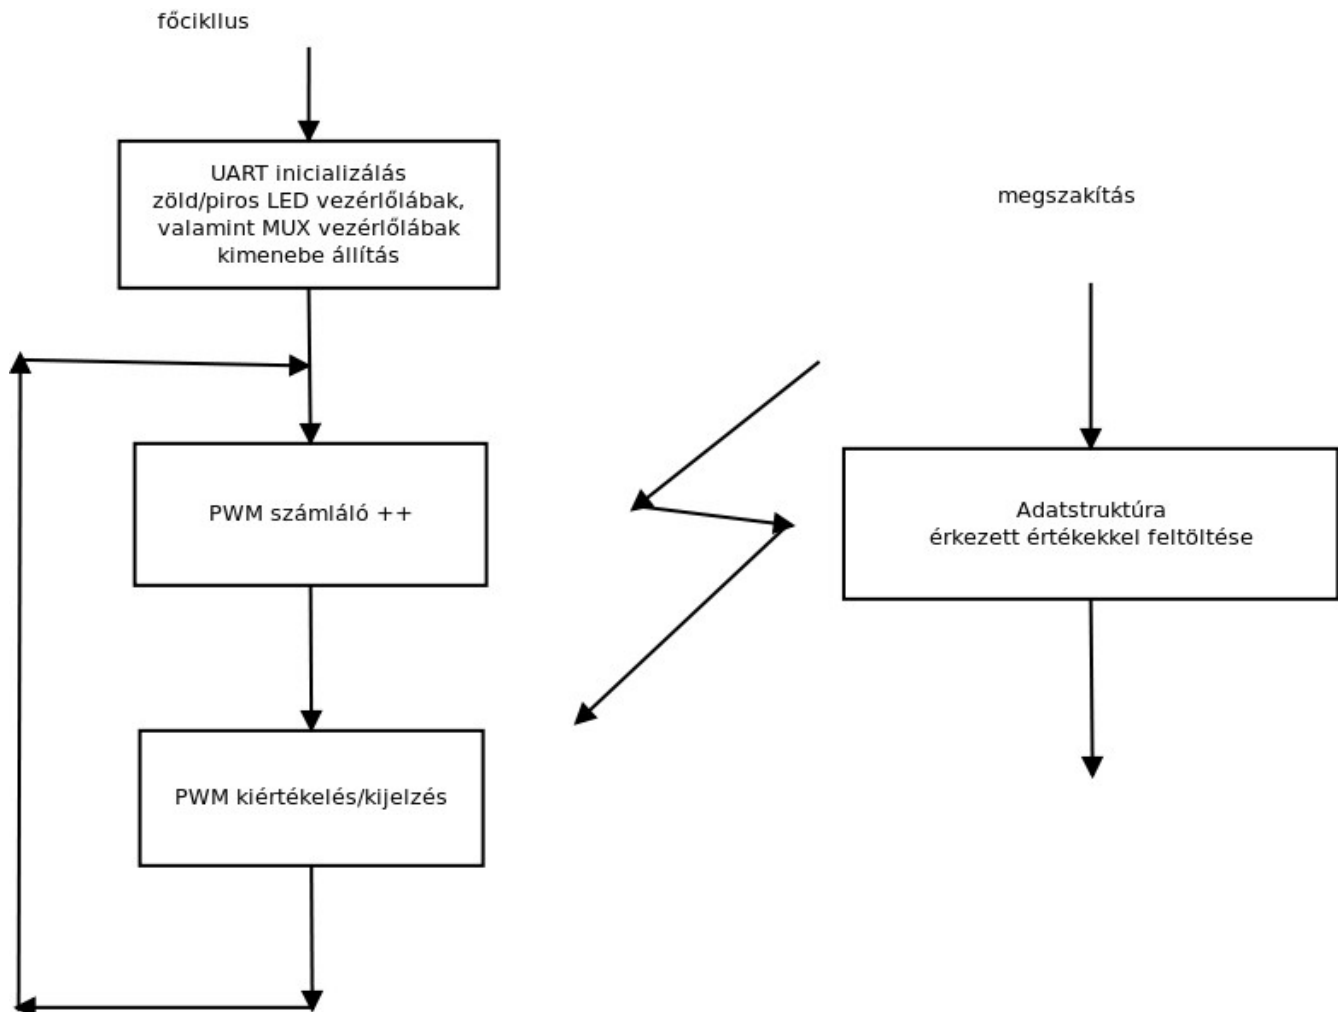 főcikllus
UART inicializálás
zöld/piros LED vezérlőlábak,
valamint MUX vezérlőlábak
kimenebe állítás
megszakítás
PWM számláló ++
Adatstruktúra
érkezett értékekkel feltöltése
PWM kiértékelés/kijelzés